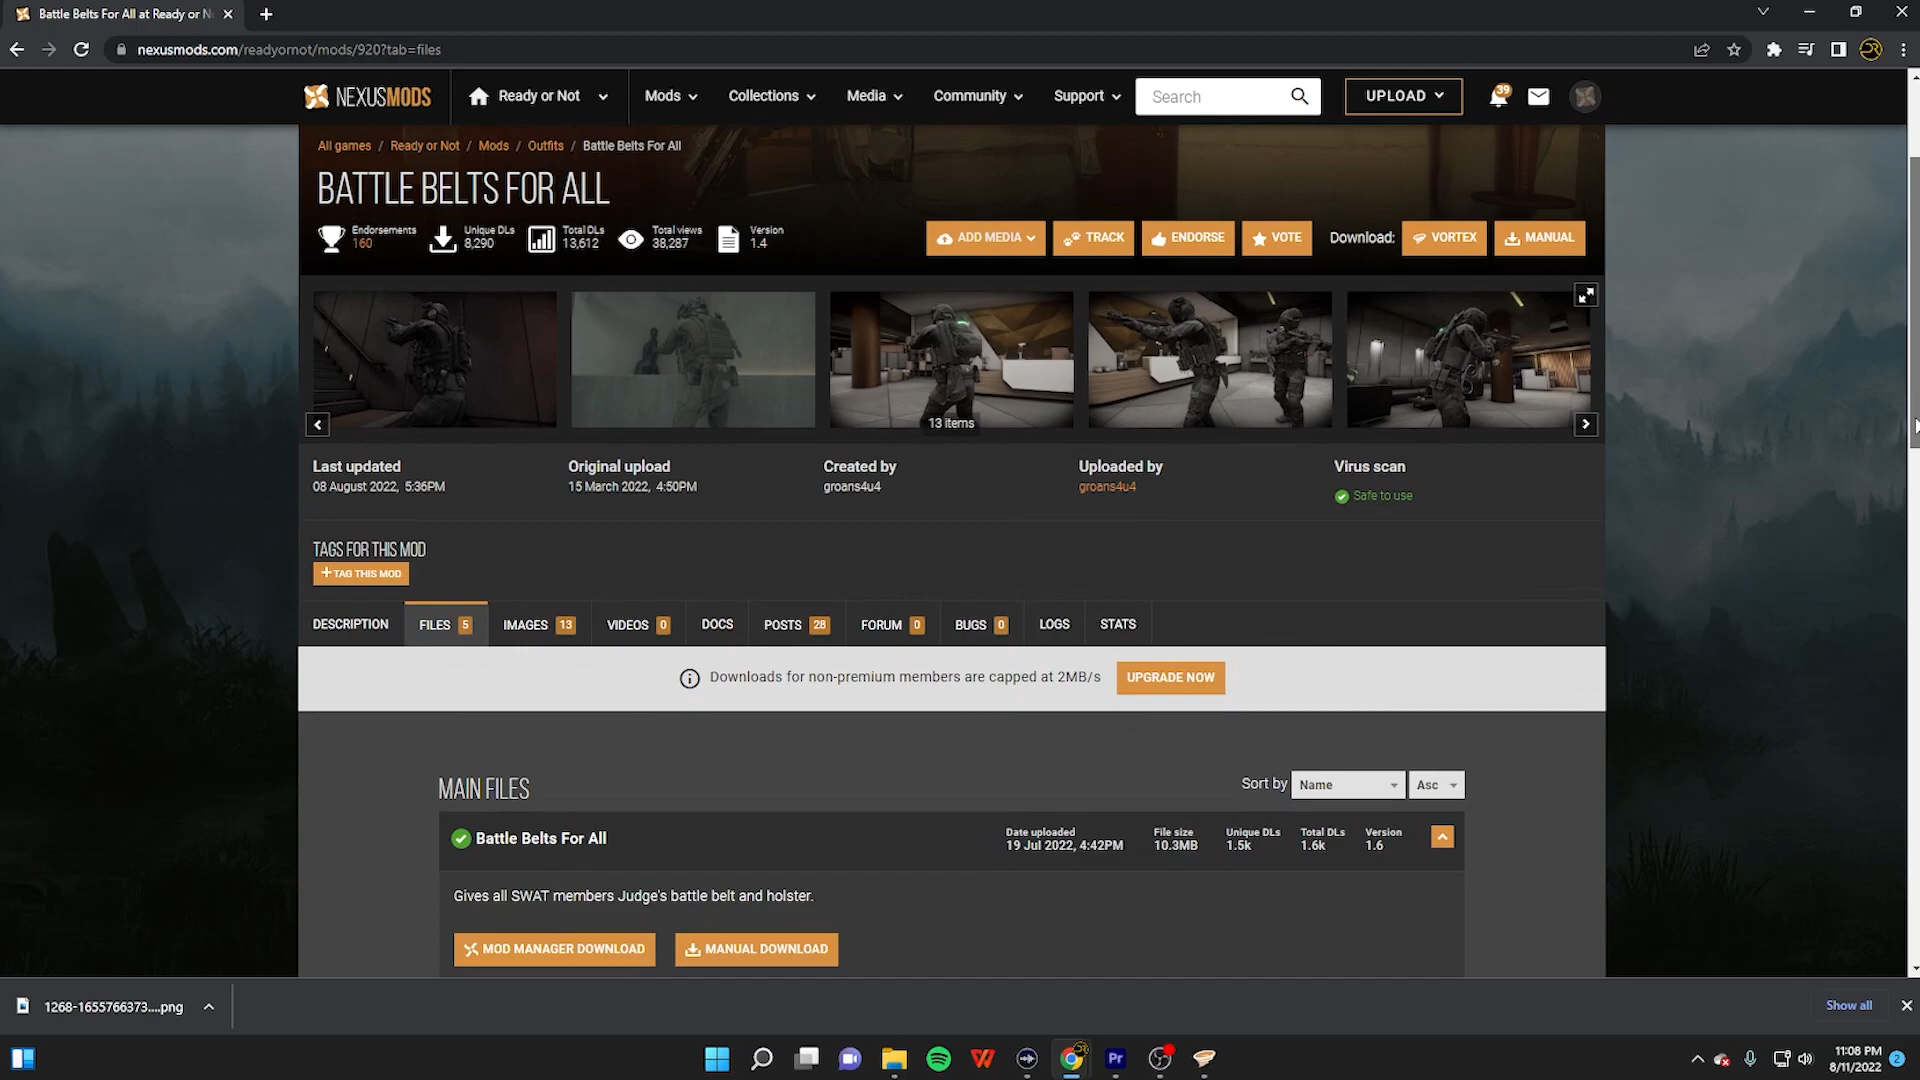 Battle Belts For All at Ready or N
nexusmods.com/readyornot/mods/920?tab=files
NEXUSMODS
Ready or Not
Mods
Collections
Media
Community
Support
Search
UPLOAD
39
All games / Ready or Not / Mods / Outfits / Battle Belts For All
BATTLE BELTS FOR ALL
Endorsements
160
Unique DLs
8,290
Total DLs
13,612
Total views
38,287
Version
1.4
ADD MEDIA
TRACK
ENDORSE
VOTE
Download:
VORTEX
MANUAL
13 items
Last updated
08 August 2022, 5:36PM
Original upload
15 March 2022, 4:50PM
Created by
groans4u4
Uploaded by
groans4u4
Virus scan
Safe to use
TAGS FOR THIS MOD
+TAG THIS MOD
DESCRIPTION
FILES 5
IMAGES 13
VIDEOS 0
DOCS
POSTS 28
FORUM 0
BUGS 0
LOGS
STATS
Downloads for non-premium members are capped at 2MB/s
UPGRADE NOW
MAIN FILES
Sort by
Name
Asc
Battle Belts For All
Date uploaded
19 Jul 2022, 4:42PM
File size
10.3MB
Unique DLs
1.5k
Total DLs
1.6k
Version
1.6
Gives all SWAT members Judge's battle belt and holster.
MOD MANAGER DOWNLOAD
MANUAL DOWNLOAD
1268-1655766373....png
Show all
Pr
11:08 PM
8/11/2022
2